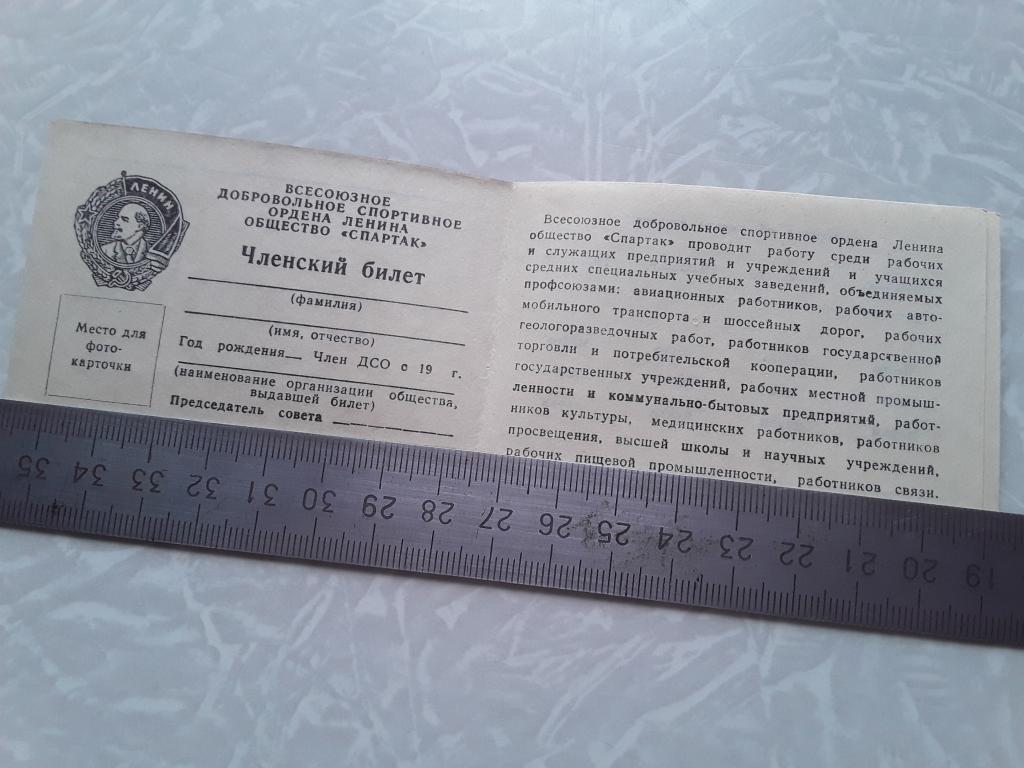 ЛЕНИН
ВСЕСОЮЗНОЕ
ДОБРОВОЛЬНОЕ СПОРТИВНОЕ
ОРДЕНА ЛЕНИНА
ОБЩЕСТВО «СПАРТАК»
Членский билет
(фамилия)
(имя, отчество)
Место для
фото-
карточки
Год рождения Член ДСО с 19 г.
(наименование организации общества,
выдавшей билет)
Председатель совета
Всесоюзное добровольное спортивное ордена Ленина
общество «Спартак» проводит работу среди рабочих
и служащих предприятий и учреждений и учащихся
средних специальных учебных заведений, объединяемых
профсоюзами: авиационных работников, рабочих авто-
мобильного транспорта и шоссейных дорог, рабочих
геологоразведочных работ, работников государственной
торговли и потребительской кооперации, работников
государственных учреждений, рабочих местной промыш-
ленности и коммунально-бытовых предприятий, работ-
ников культуры, медицинских работников, работников
просвещения, высшей школы и научных учреждений,
рабочих пищевой промышленности, работников связи.
35 34 33 32 31 30 29 28 27 26 25 24 23 22 21 20 19